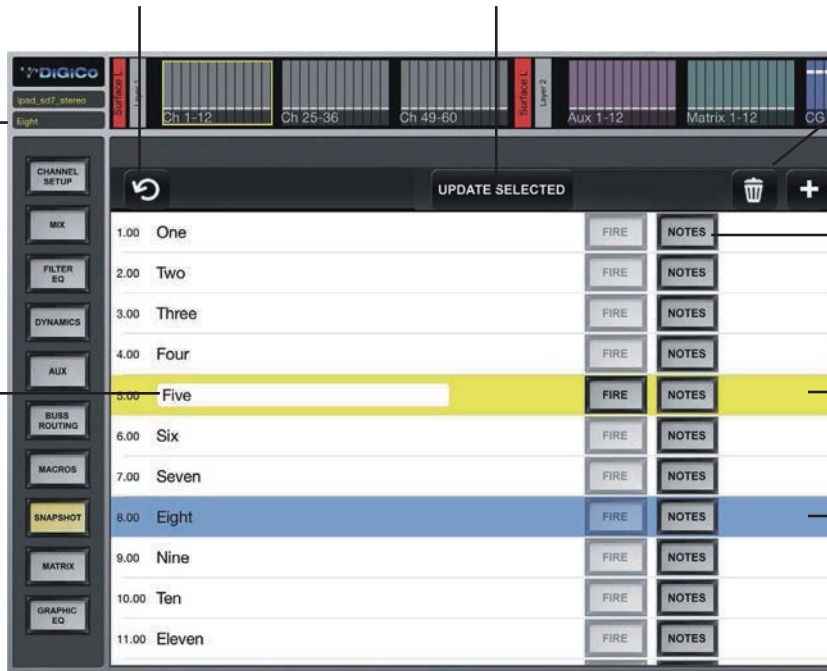 DiGiCo
Ipad_sd7_stereo
Eight
Surface L
Layer 1
Ch 1-12
Ch 25-36
Ch 49-60
Surface L
Layer 2
Aux 1-12
Matrix 1-12
CG
CHANNEL
SETUP
MIX
FILTER
EQ
DYNAMICS
AUX
BUSS
ROUTING
MACROS
SNAPSHOT
MATRIX
GRAPHIC
EQ
UPDATE SELECTED
+
1.00 One FIRE NOTES
2.00 Two FIRE NOTES
3.00 Three FIRE NOTES
4.00 Four FIRE NOTES
5.00 Five FIRE NOTES
6.00 Six FIRE NOTES
7.00 Seven FIRE NOTES
8.00 Eight FIRE NOTES
9.00 Nine FIRE NOTES
10.00 Ten FIRE NOTES
11.00 Eleven FIRE NOTES